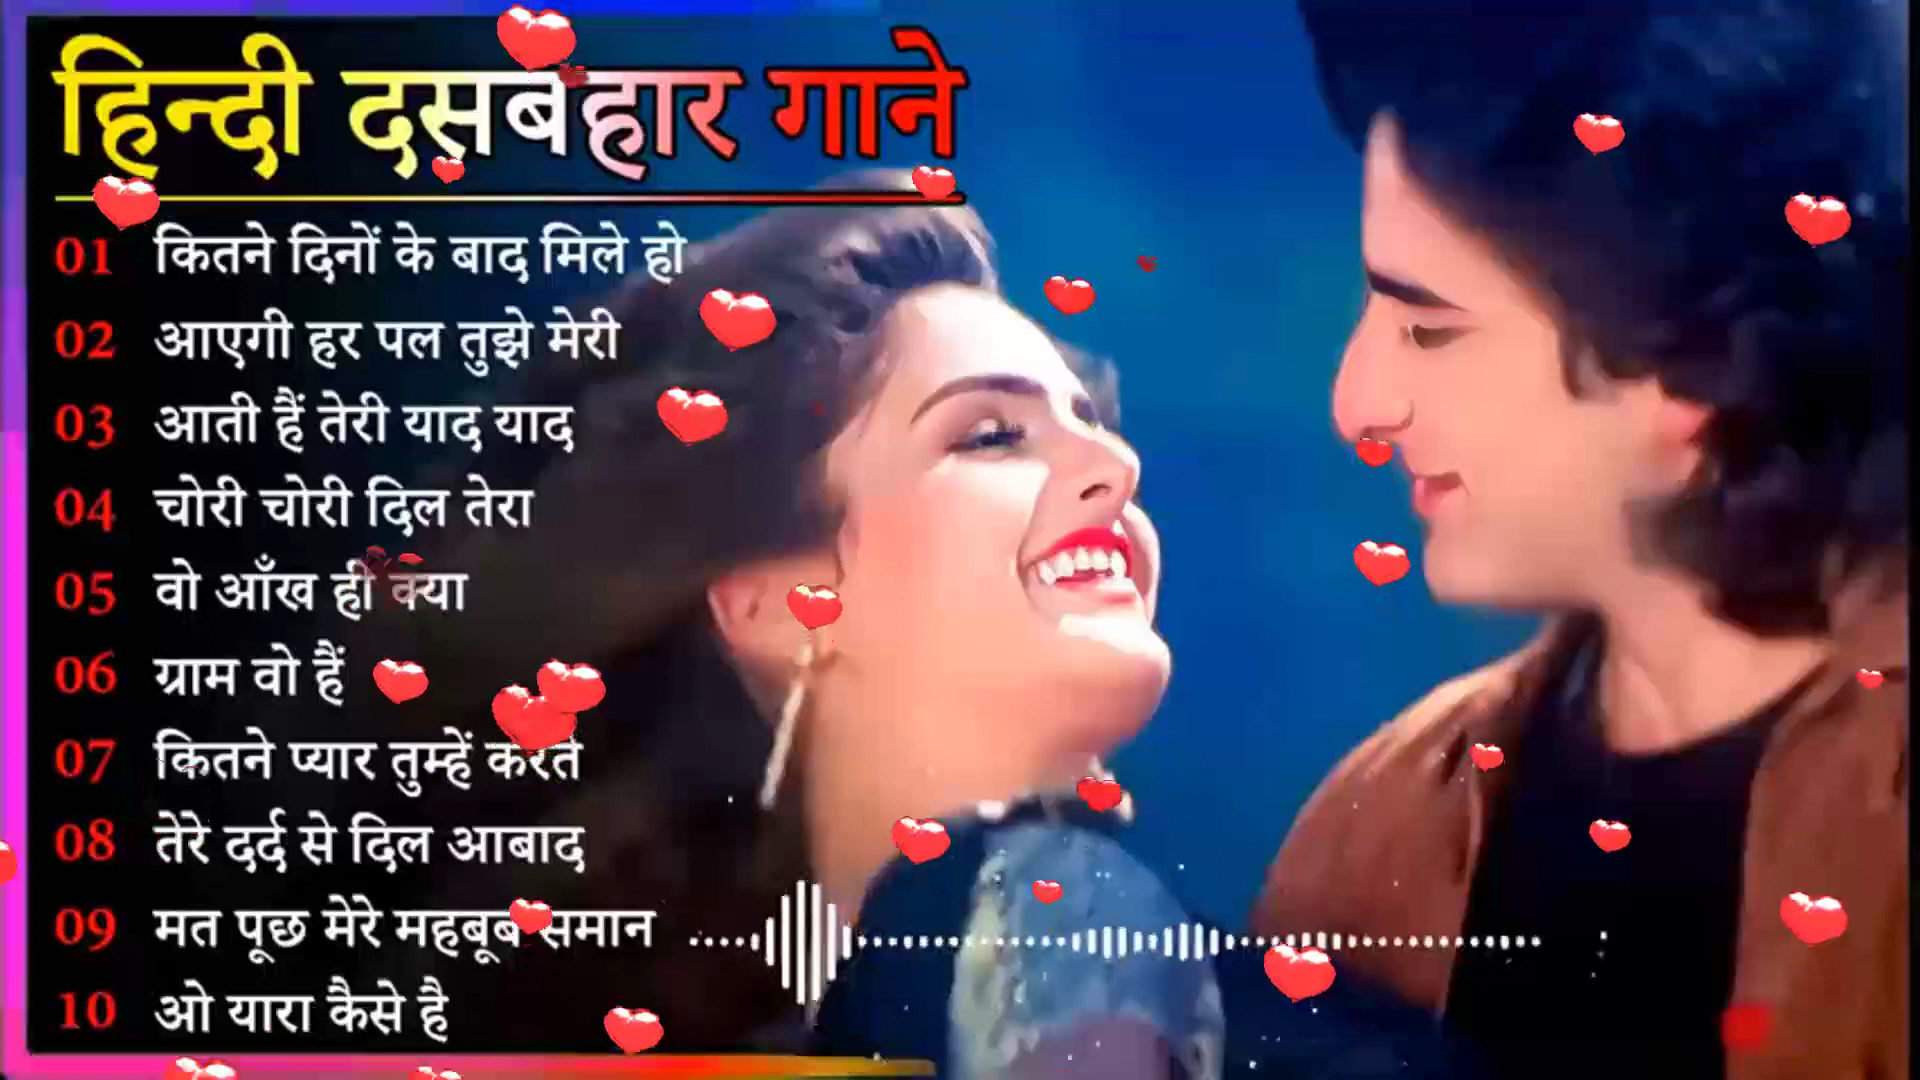 हिन्दी दसबहार गाने
01 कितने दिनों के बाद मिले हो
02 आएगी हर पल तुझे मेरी
03 आती हैं तेरी याद याद
04 चोरी चोरी दिल तेरा
05 वो आँख ही क्या
06 ग्राम वो हैं
07 कितने प्यार तुम्हें करते
08 तेरे दर्द से दिल आबाद
09 मत पूछ मेरे महबूब समान
10 ओ यारा कैसे है